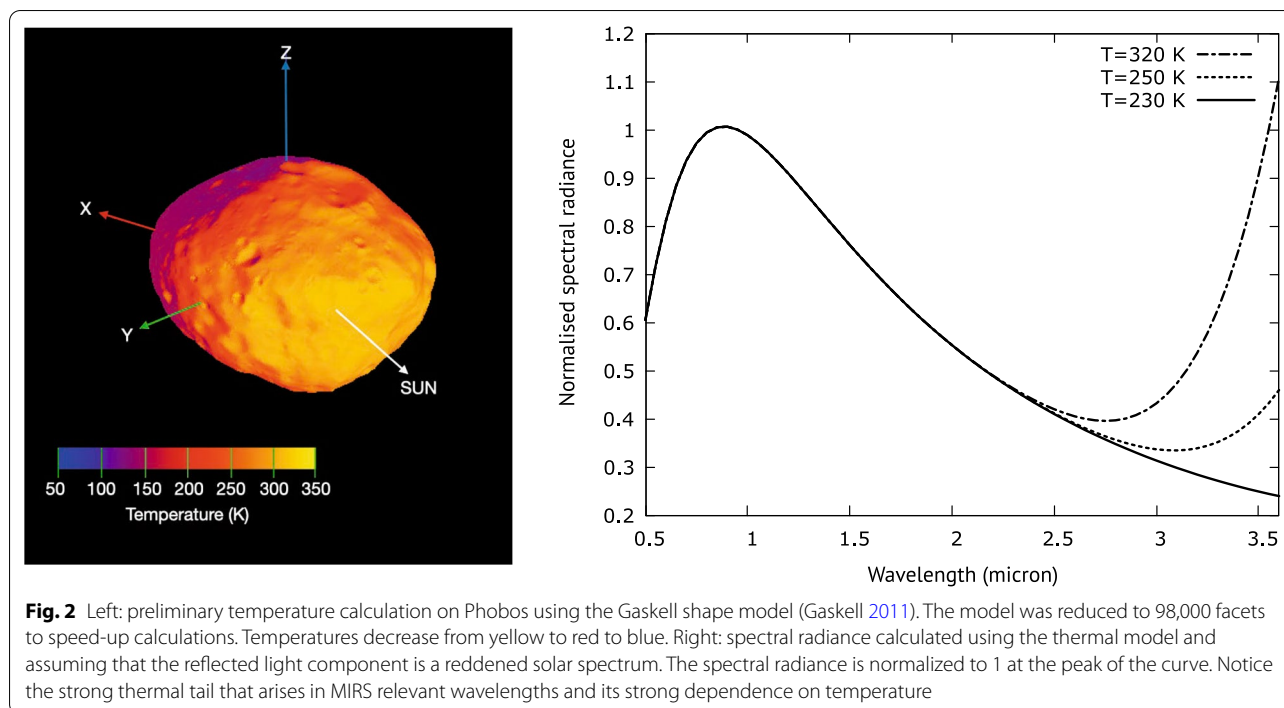 Z
X
Y
SUN
50 100 150 200 250 300 350
Temperature (K)
1.2
1.1
1
0.9
0.8
0.7
0.6
0.5
0.4
0.3
0.2
Normalised spectral radiance
T=320 K
T=250 K
T=230 K
0.5 1 1.5 2 2.5 3 3.5
Wavelength (micron)
Fig. 2 Left: preliminary temperature calculation on Phobos using the Gaskell shape model (Gaskell 2011). The model was reduced to 98,000 facets
to speed-up calculations. Temperatures decrease from yellow to red to blue. Right: spectral radiance calculated using the thermal model and
assuming that the reflected light component is a reddened solar spectrum. The spectral radiance is normalized to 1 at the peak of the curve. Notice
the strong thermal tail that arises in MIRS relevant wavelengths and its strong dependence on temperature